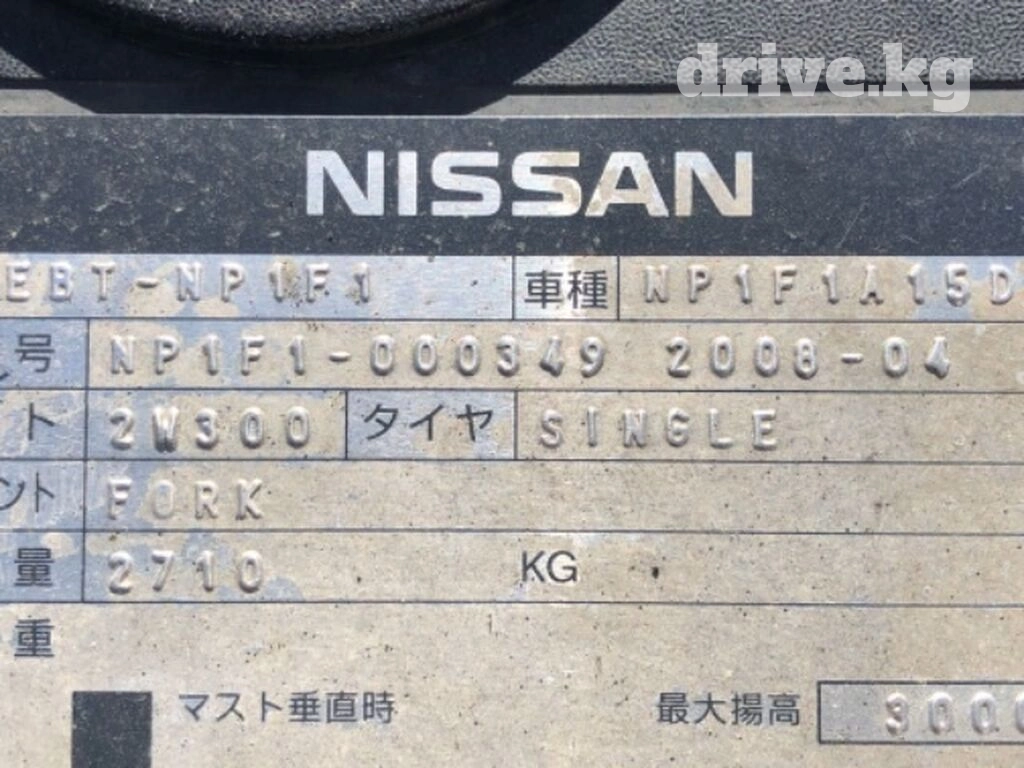 drive.kg
NISSAN
EBT-NP1F1 車種 NP1F1A15D
号 NP1F1-000349 2008-04
ト 2W300 タイヤ SINGLE
ント FORK
量 2710 KG
重
マスト垂直時 最大揚高 3000